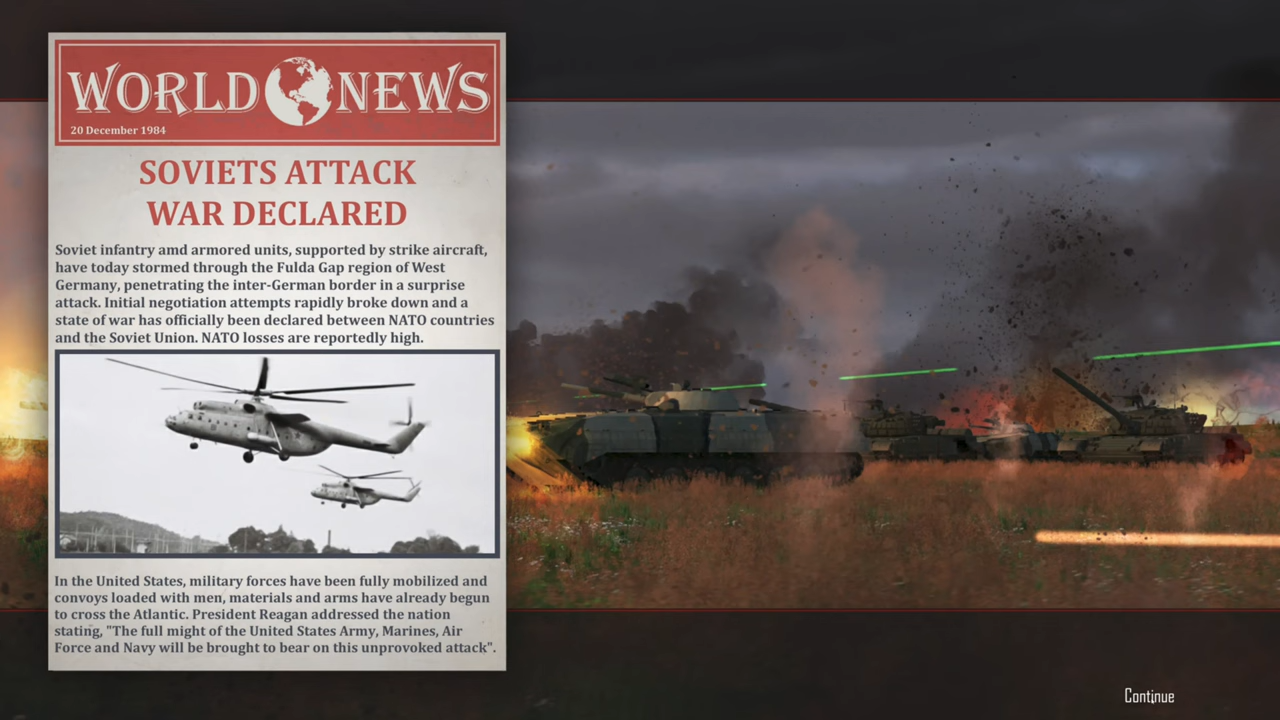 WORLD NEWS
20 December 1984
SOVIETS ATTACK
WAR DECLARED
Soviet infantry amd armored units, supported by strike aircraft,
have today stormed through the Fulda Gap region of West
Germany, penetrating the inter-German border in a surprise
attack. Initial negotiation attempts rapidly broke down and a
state of war has officially been declared between NATO countries
and the Soviet Union. NATO losses are reportedly high.
In the United States, military forces have been fully mobilized and
convoys loaded with men, materials and arms have already begun
to cross the Atlantic. President Reagan addressed the nation
stating, "The full might of the United States Army, Marines, Air
Force and Navy will be brought to bear on this unprovoked attack".
Continue